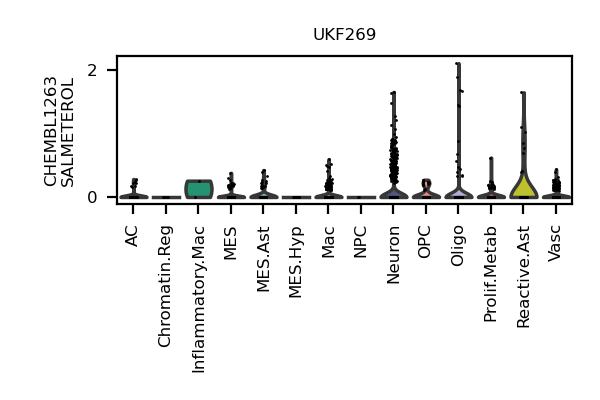 UKF269
CHEMBL1263
SALMETEROL
2
0
AC
Chromatin.Reg
Inflammatory.Mac
MES
MES.Ast
MES.Hyp
Mac
NPC
Neuron
OPC
Oligo
Prolif.Metab
Reactive.Ast
Vasc